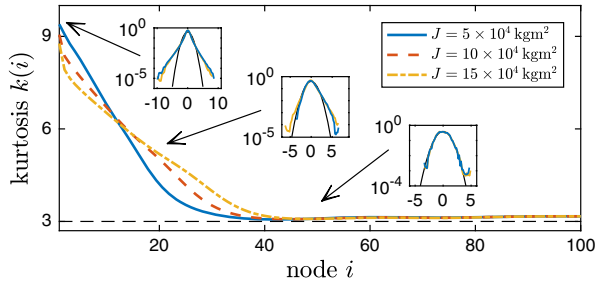 kurtosis k(i)
9
6
3
20
40
60
80
100
node i
J = 5 × 10⁴ kgm²
J = 10 × 10⁴ kgm²
J = 15 × 10⁴ kgm²
10⁰
10⁻⁵
-10 0 10
10⁰
10⁻⁵
-5 0 5
10⁰
10⁻⁴
-5 0 5